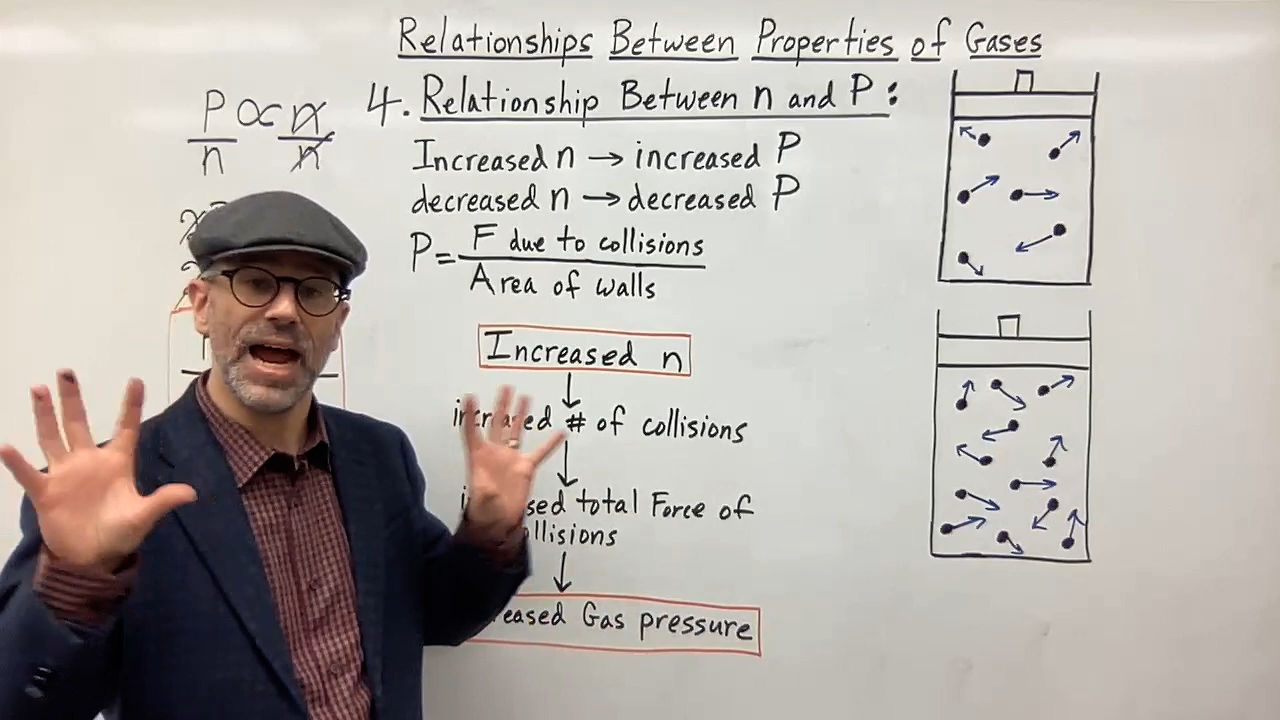 Relationships Between Properties of Gases
P ∝ n
n n
4. Relationship Between n and P:
Increased n → increased P
decreased n → decreased P
P = F due to collisions
Area of walls
Increased n
# of collisions
total Force of
Gas pressure